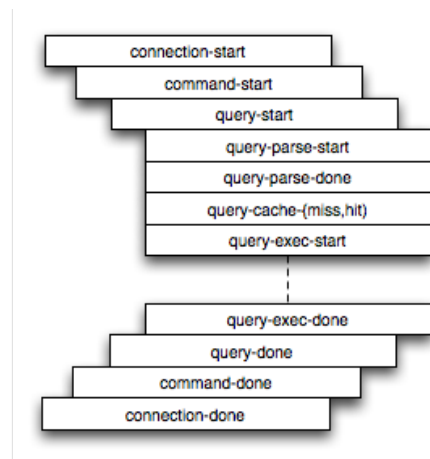 connection-start
command-start
query-start
query-parse-start
query-parse-done
query-cache-{miss,hit)
query-exec-start
query-exec-done
query-done
command-done
connection-done